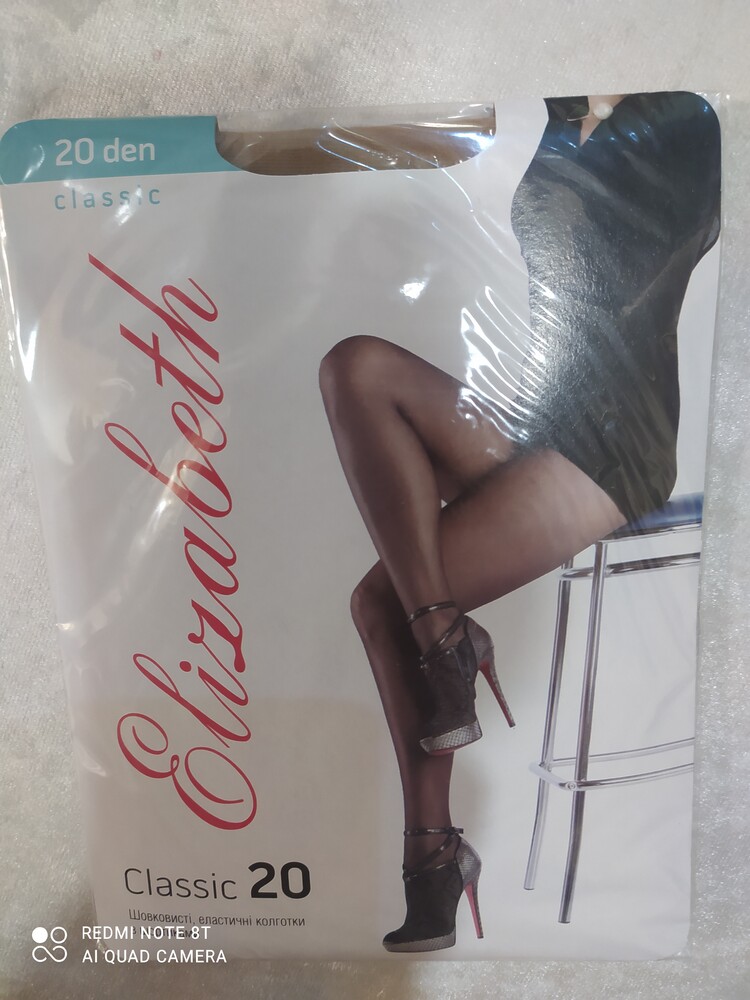 20 den
classic
Elizabeth
Classic 20
Шовковисті, еластичні колготки
REDMI NOTE 8T
AI QUAD CAMERA